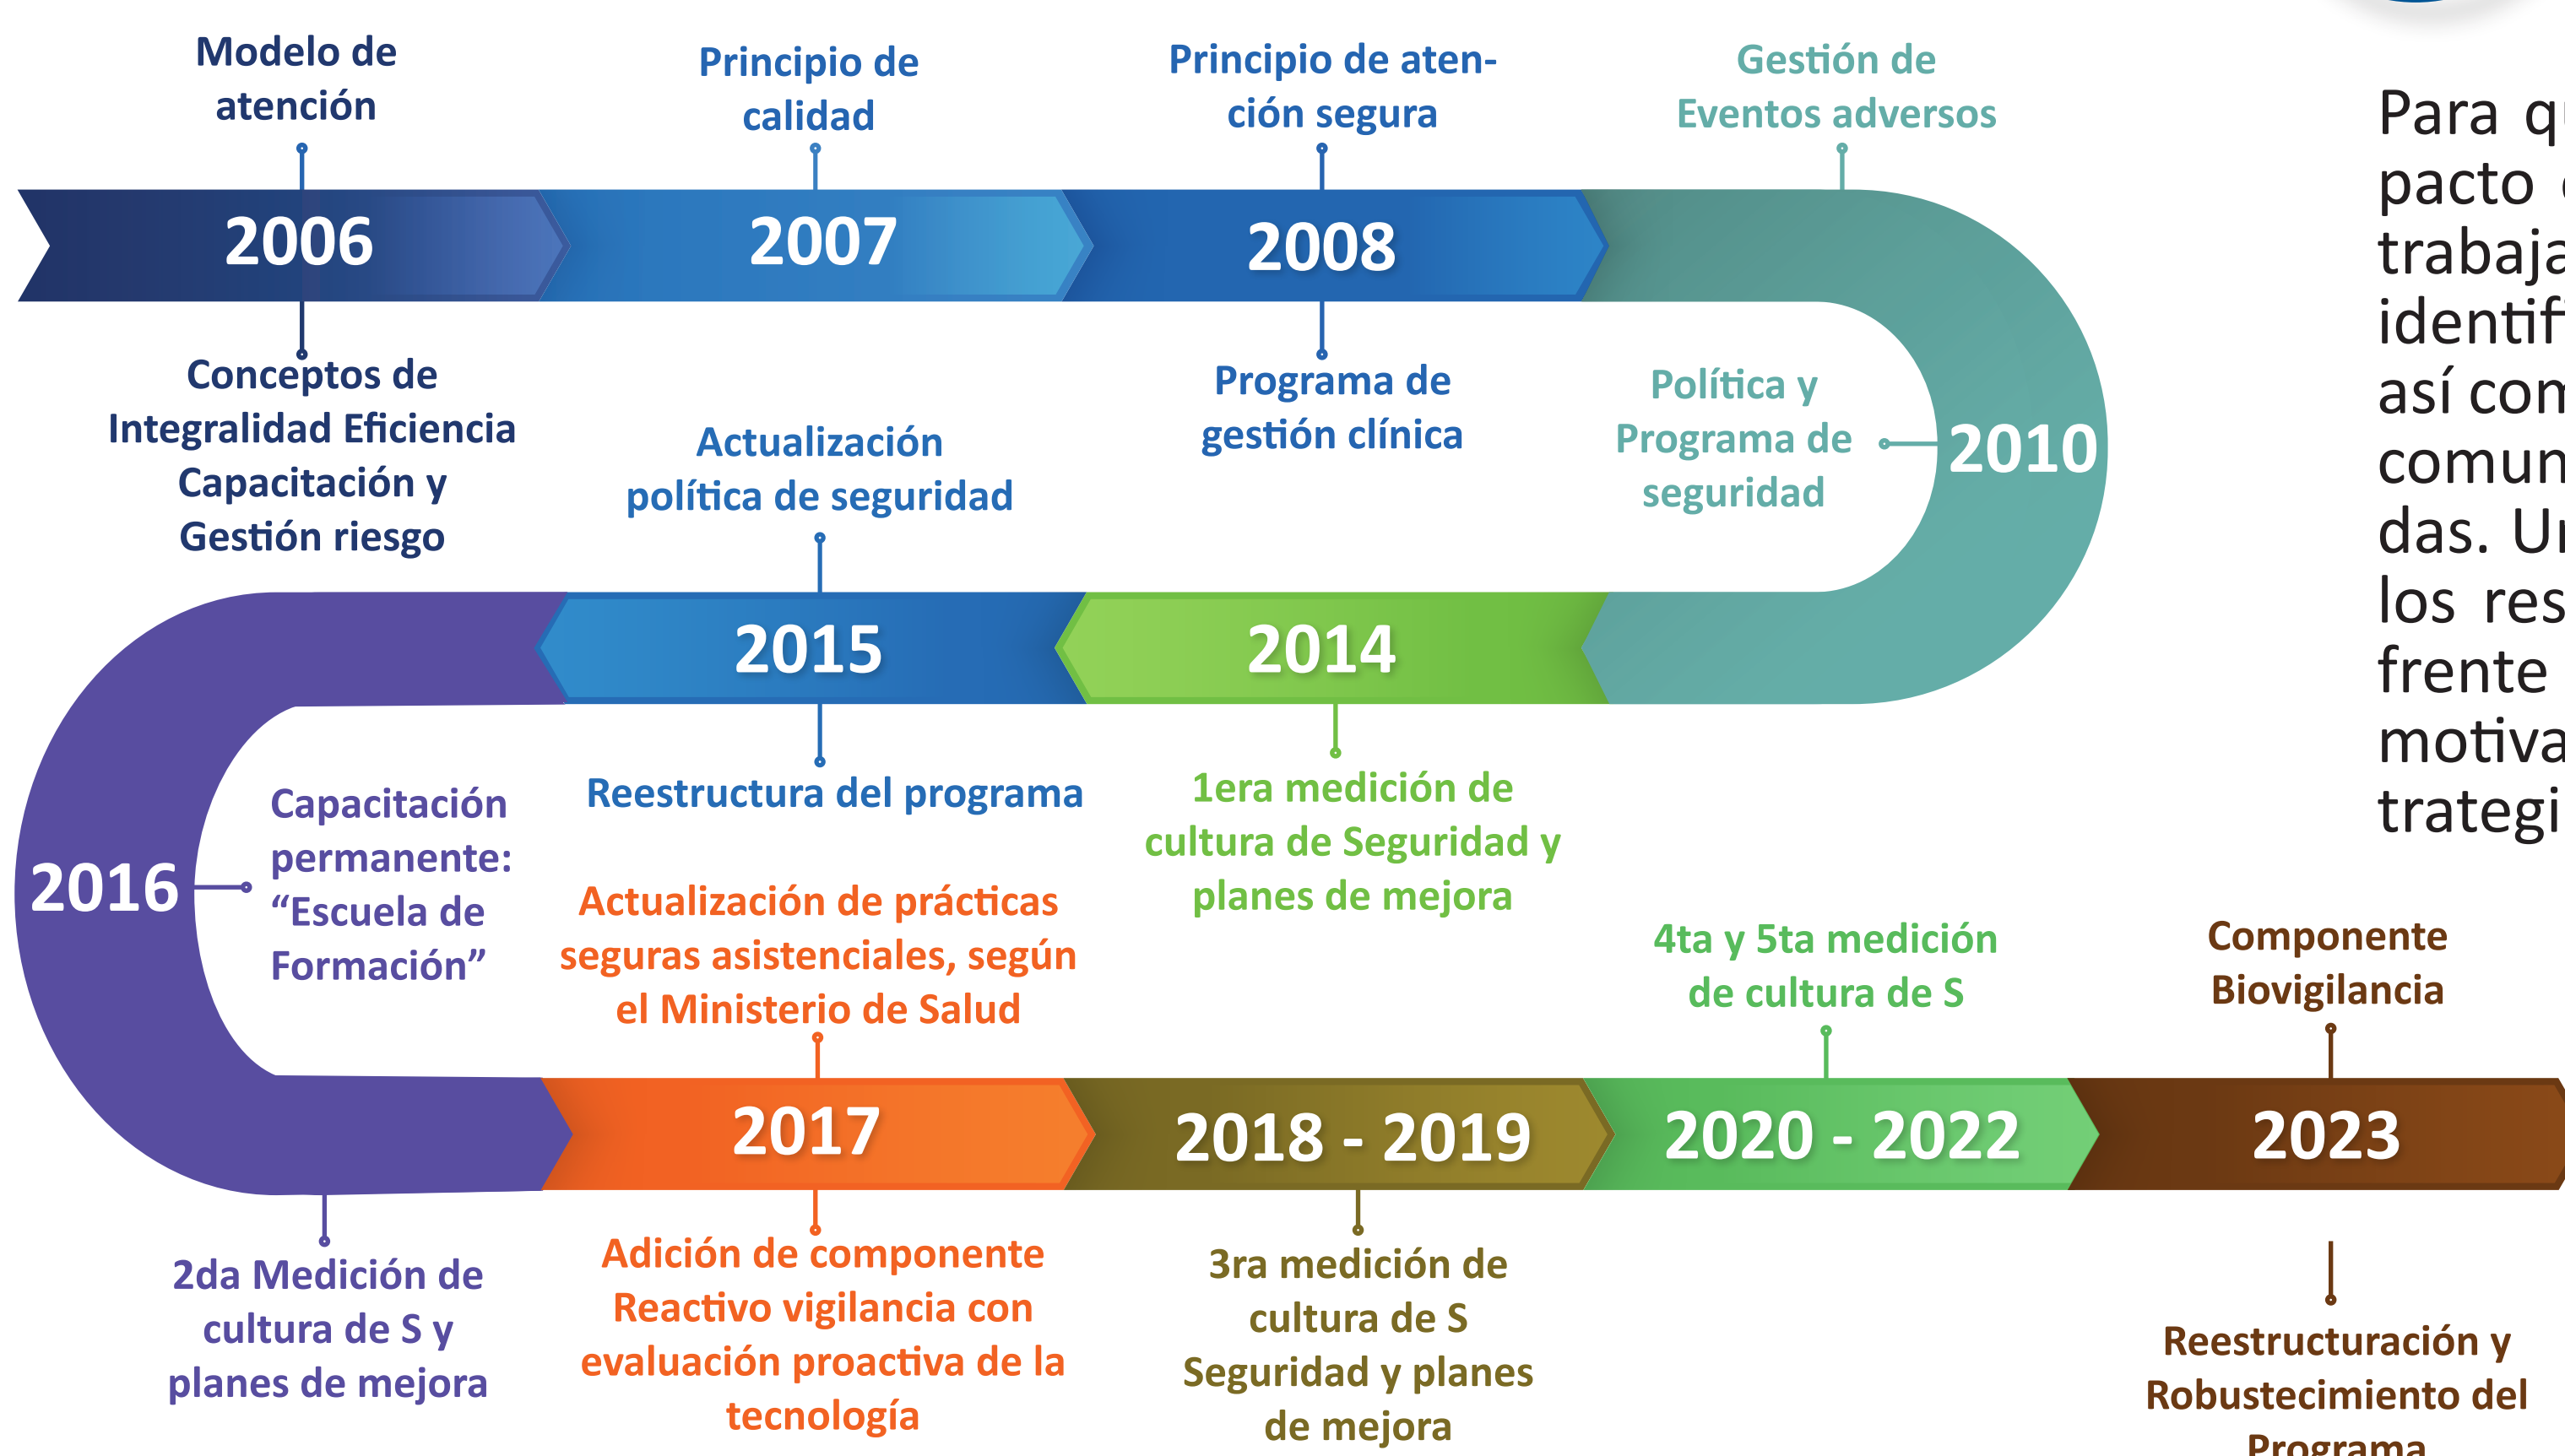 Modelo de
atención
2006
Conceptos de
Integralidad Eficiencia
Capacitación y
Gestión riesgo
Principio de
calidad
2007
Principio de aten-
ción segura
2008
Programa de
gestión clínica
Gestión de
Eventos adversos
2010
Política y
Programa de
seguridad
2014
1era medición de
cultura de Seguridad y
planes de mejora
Actualización
política de seguridad
2015
Reestructura del programa
2016
Capacitación
permanente:
“Escuela de
Formación”
2da Medición de
cultura de S y
planes de mejora
Actualización de prácticas
seguras asistenciales, según
el Ministerio de Salud
2017
Adición de componente
Reactivo vigilancia con
evaluación proactiva de la
tecnología
2018 - 2019
3ra medición de
cultura de S
Seguridad y planes
de mejora
4ta y 5ta medición
de cultura de S
2020 - 2022
Componente
Biovigilancia
2023
Reestructuración y
Robustecimiento del
Programa
Para
pacto
trabaja
identif
así com
comun
das.
los res
frente
motiva
trategi